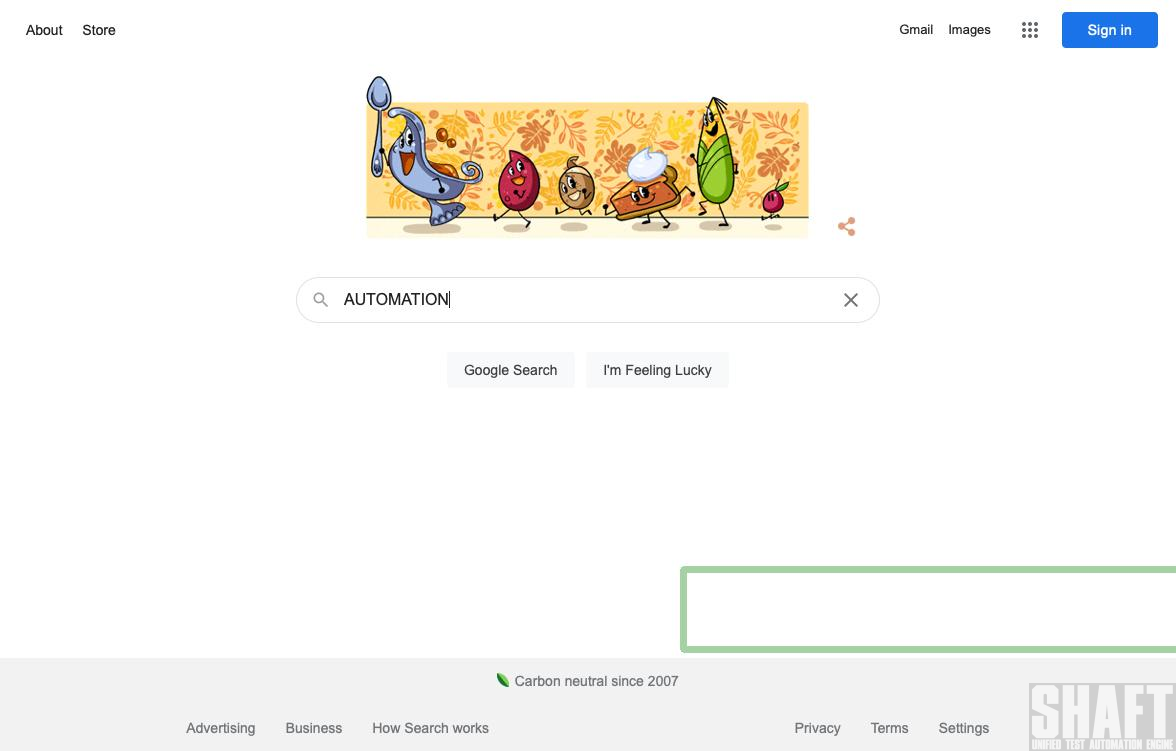 About Store Gmail Images Sign in
AUTOMATION
Google Search I'm Feeling Lucky
Carbon neutral since 2007
Advertising Business How Search works Privacy Terms Settings
SHAFT
UNIFIED TEST AUTOMATION ENGINE